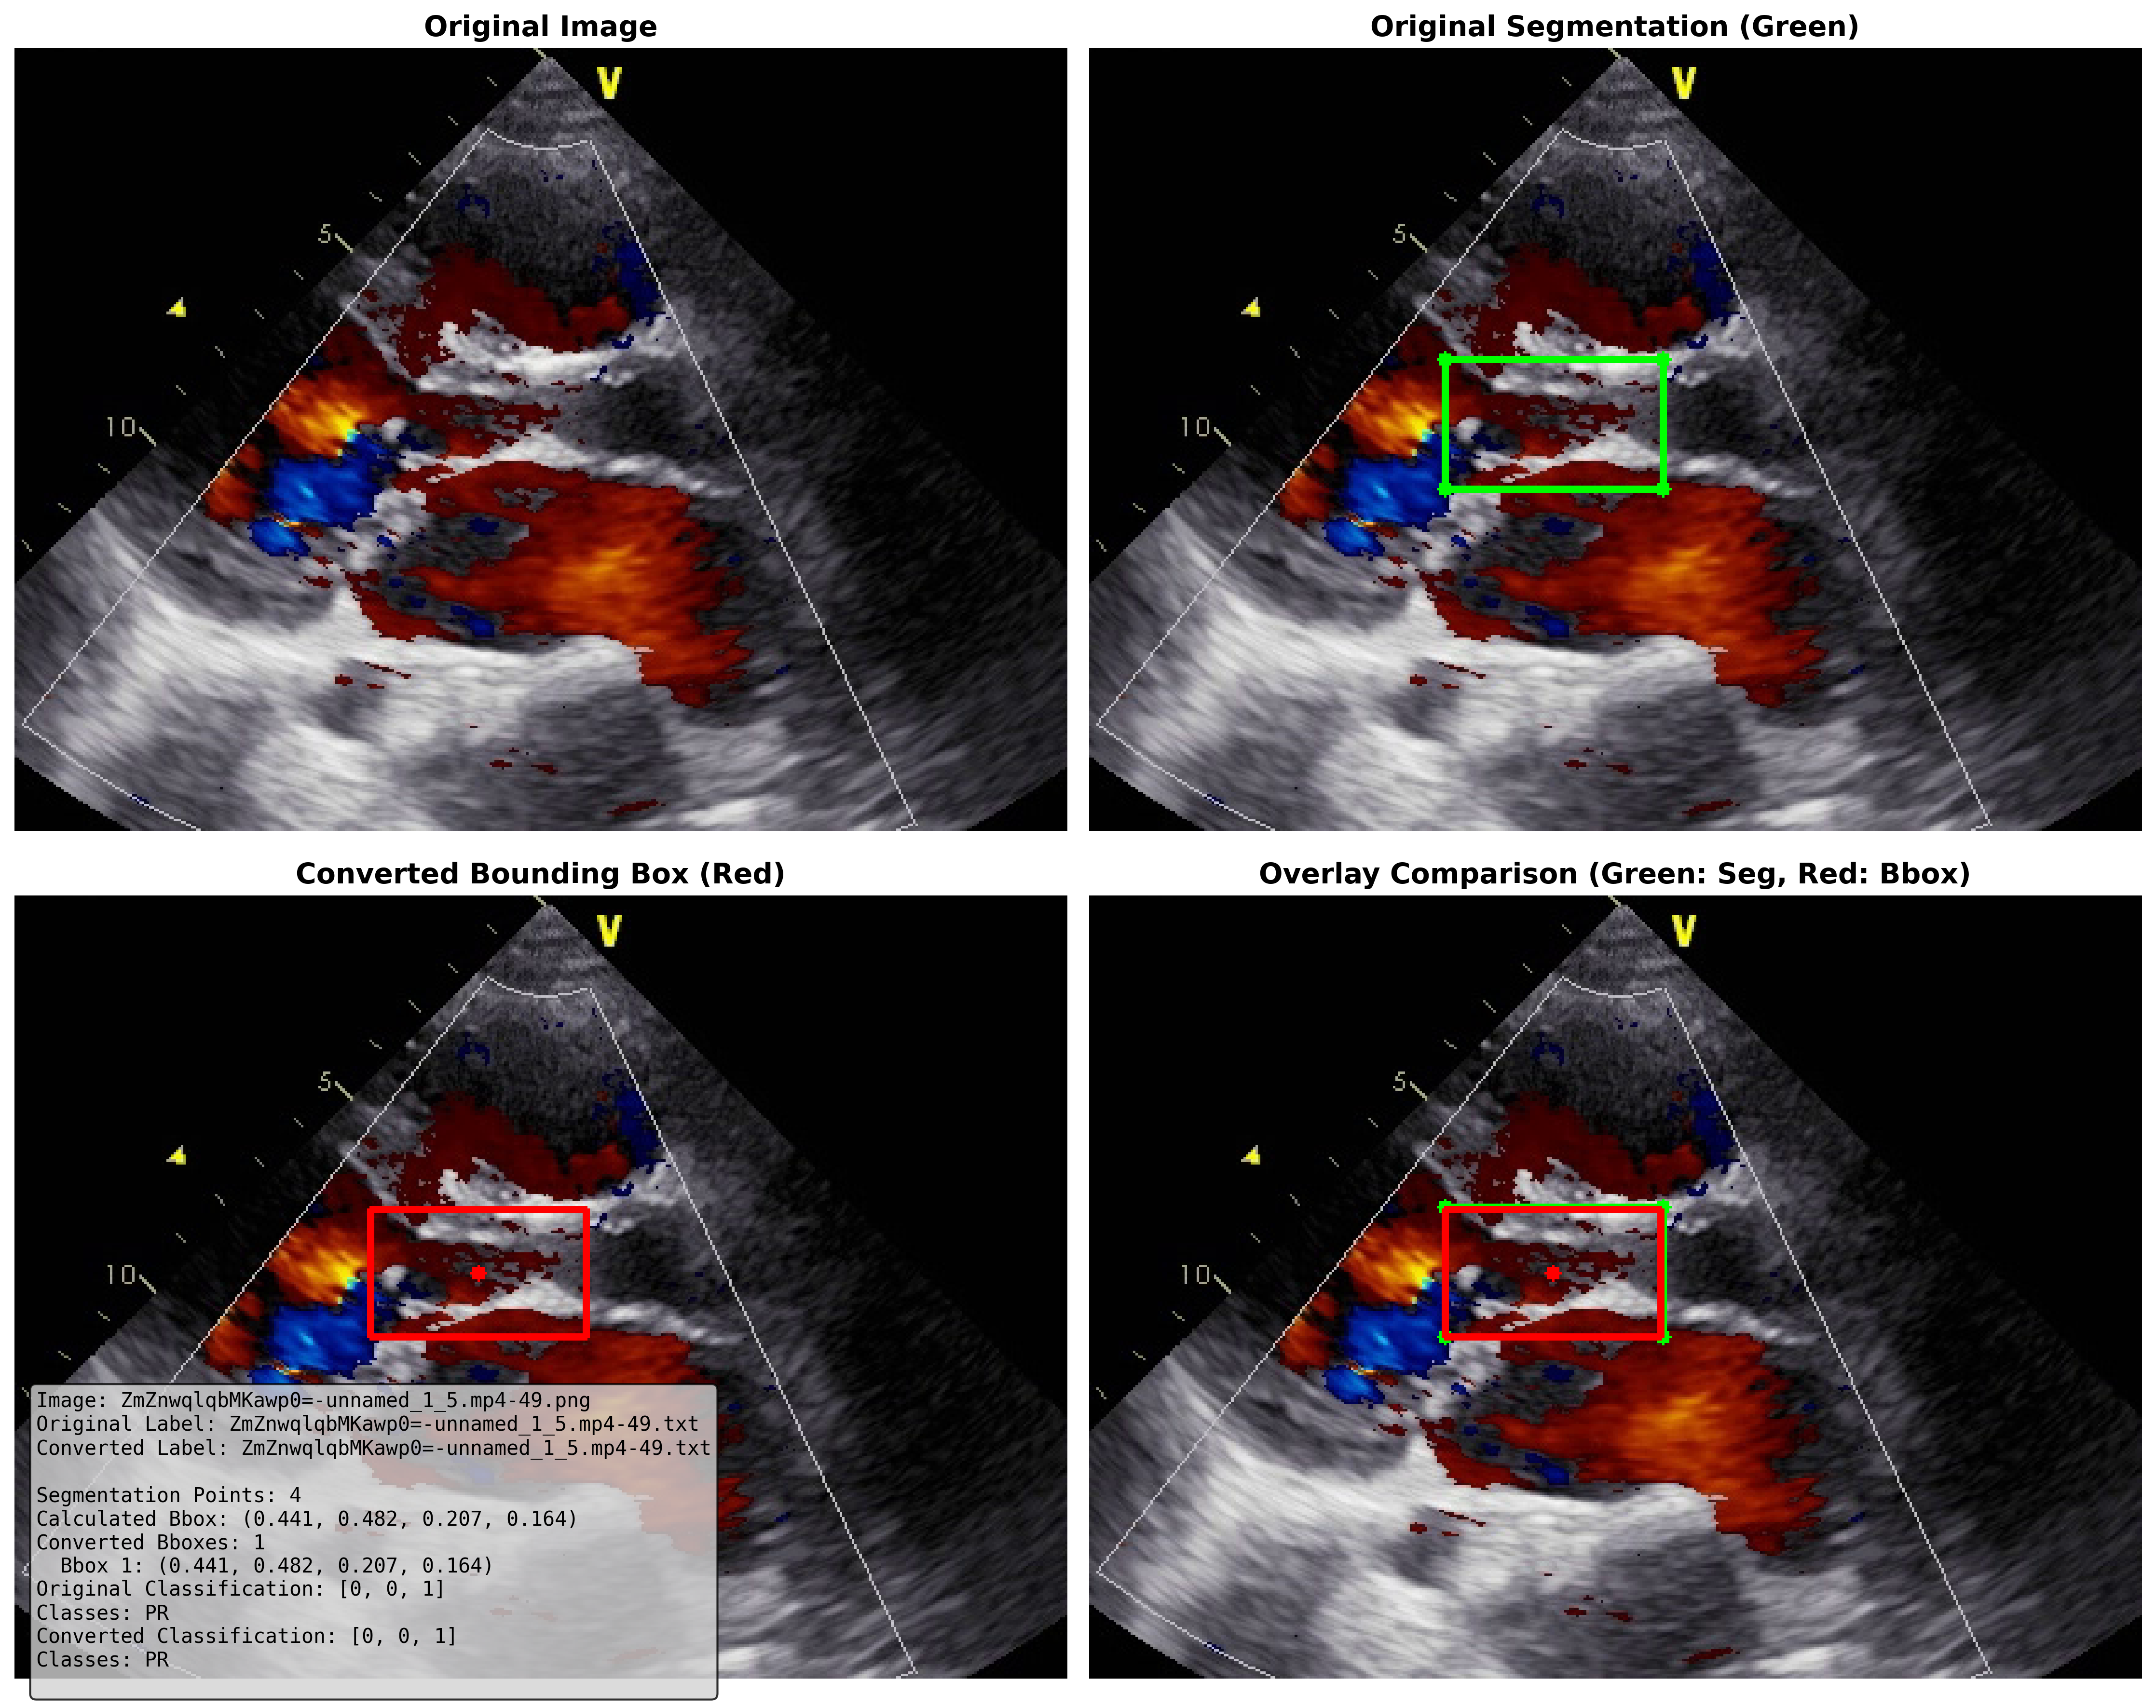 Original Image
Original Segmentation (Green)
V
5
10
V
5
10
Converted Bounding Box (Red)
Overlay Comparison (Green: Seg, Red: Bbox)
V
5
10
V
5
10
Image: ZmZnwqlqbMKawp0=-unnamed_1_5.mp4-49.png
Original Label: ZmZnwqlqbMKawp0=-unnamed_1_5.mp4-49.txt
Converted Label: ZmZnwqlqbMKawp0=-unnamed_1_5.mp4-49.txt
Segmentation Points: 4
Calculated Bbox: (0.441, 0.482, 0.207, 0.164)
Converted Bboxes: 1
Bbox 1: (0.441, 0.482, 0.207, 0.164)
Original Classification: [0, 0, 1]
Classes: PR
Converted Classification: [0, 0, 1]
Classes: PR